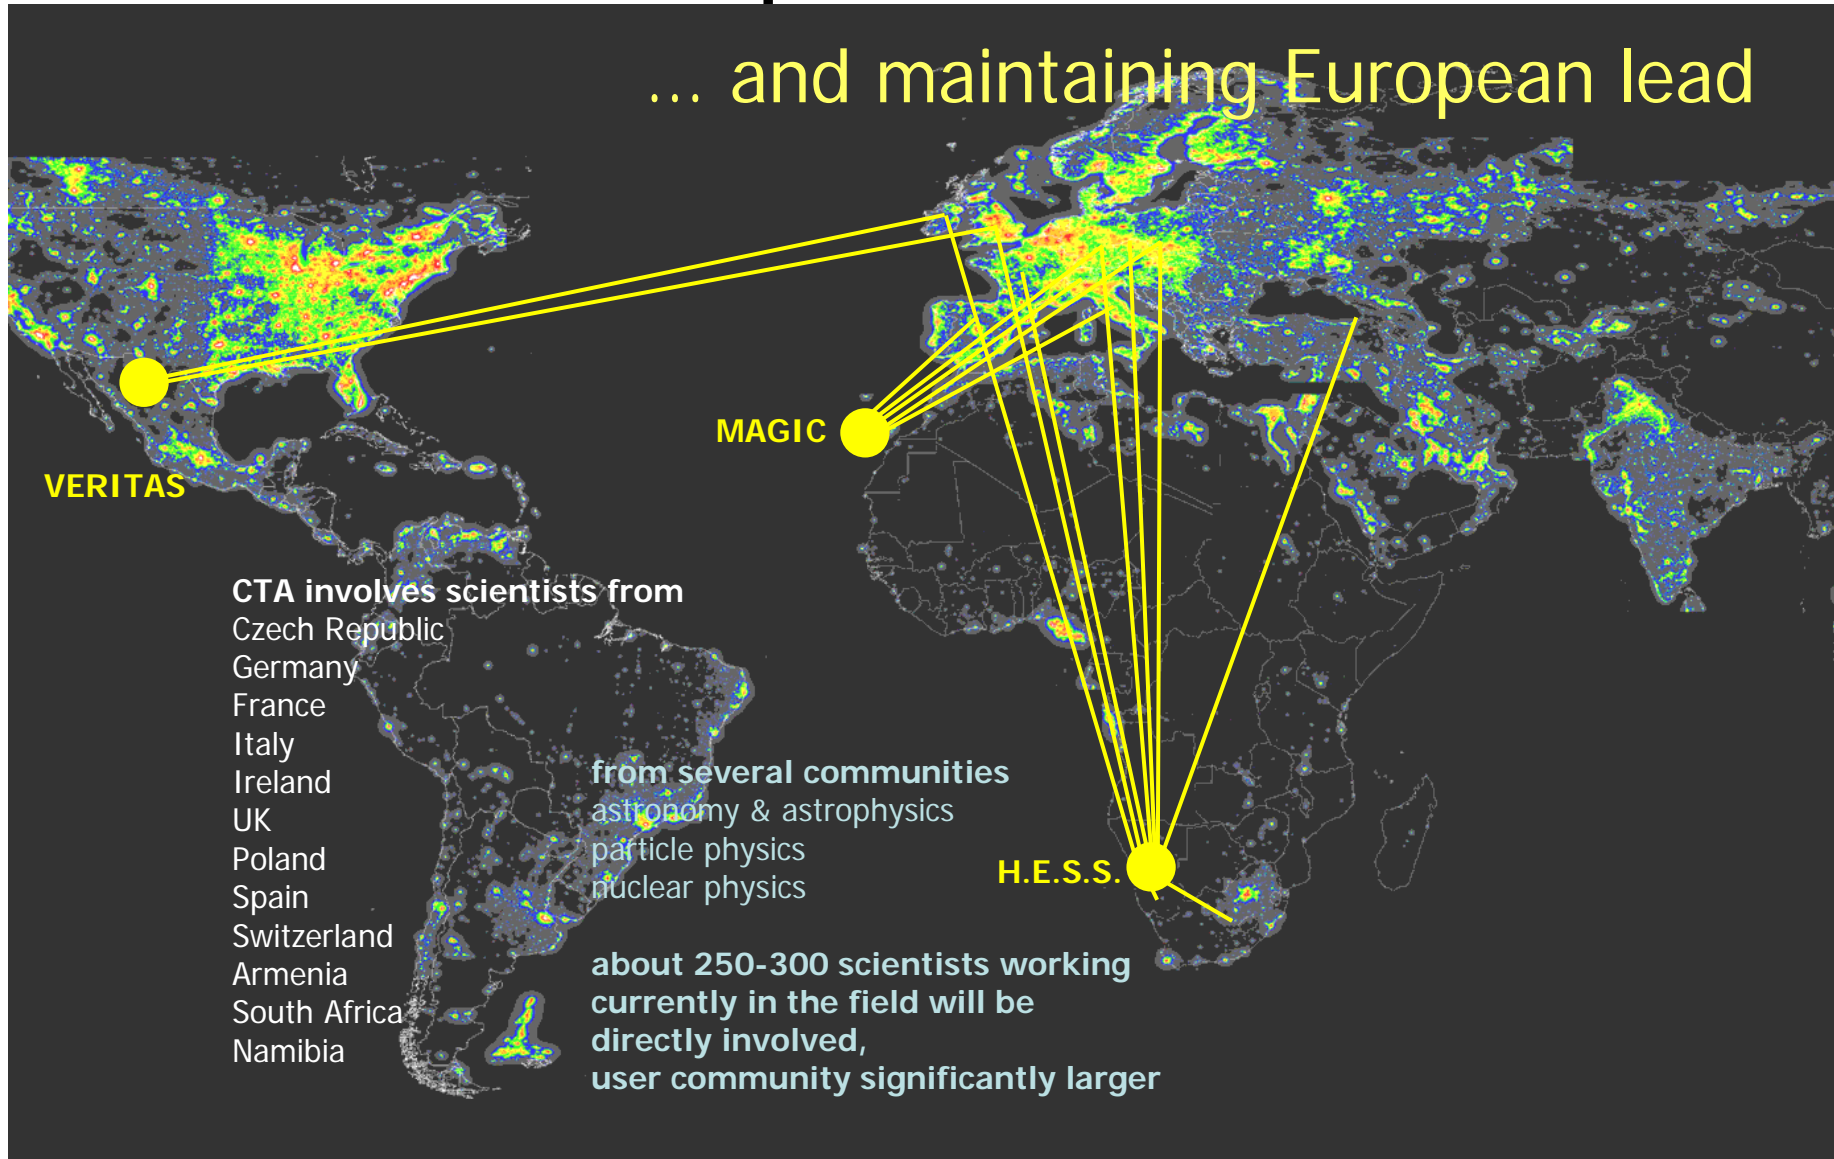 ... and maintaining European lead
MAGIC
VERITAS
CTA involves scientists from
Czech Republic
Germany
France
Italy
Ireland
UK
Poland
Spain
Switzerland
Armenia
South Africa
Namibia
from several communities
astronomy & astrophysics
particle physics
nuclear physics
H.E.S.S.
about 250-300 scientists working
currently in the field will be
directly involved,
user community significantly larger